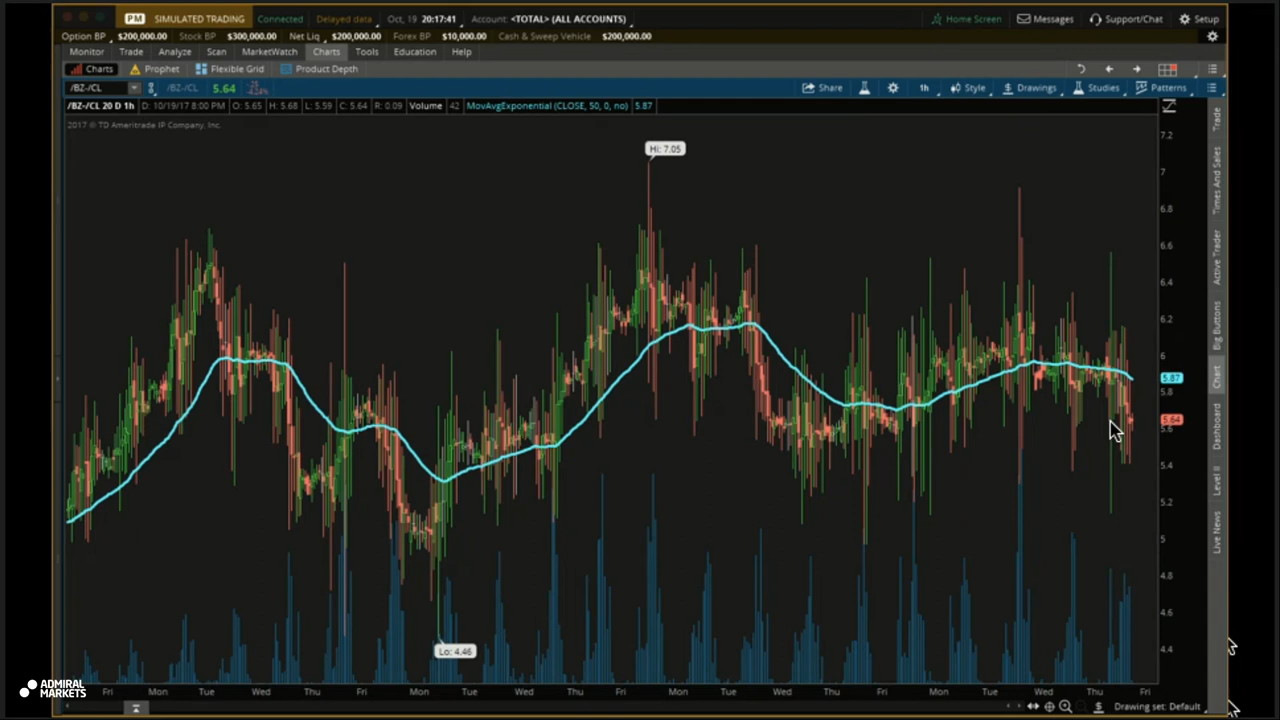 PM SIMULATED TRADING Connected Delayed data Oct, 19 20:17:41 Account: <TOTAL> (ALL ACCOUNTS) Home Screen Messages Support/Chat Setup
Option BP $200,000.00 Stock BP $300,000.00 Net Liq $200,000.00 Forex BP $10,000.00 Cash & Sweep Vehicle $200,000.00
Monitor Trade Analyze Scan MarketWatch Charts Tools Education Help
Charts Prophet Flexible Grid Product Depth
/BZ-/CL /BZ-/CL 5.64 Share 1h Style Drawings Studies Patterns
/BZ-/CL 20 D 1h D: 10/19/17 8:00 PM O: 5.65 H: 5.68 L: 5.59 C: 5.64 R: 0.09 Volume 42 MovAvgExponential (CLOSE, 50, 0, no) 5.87
2017 © TD Ameritrade IP Company, Inc.
Hi: 7.05
Lo: 4.46
7.2
7
6.8
6.6
6.4
6.2
6
5.87
5.8
5.64
5.6
5.4
5.2
5
4.8
4.6
4.4
Trade
Times And Sales
Active Trader
Big Buttons
Chart
Dashboard
Level II
Live News
Fri Mon Tue Wed Thu Fri Mon Tue Wed Thu Fri Mon Tue Wed Thu Fri Mon Tue Wed Thu Fri
Drawing set: Default
ADMIRAL
MARKETS